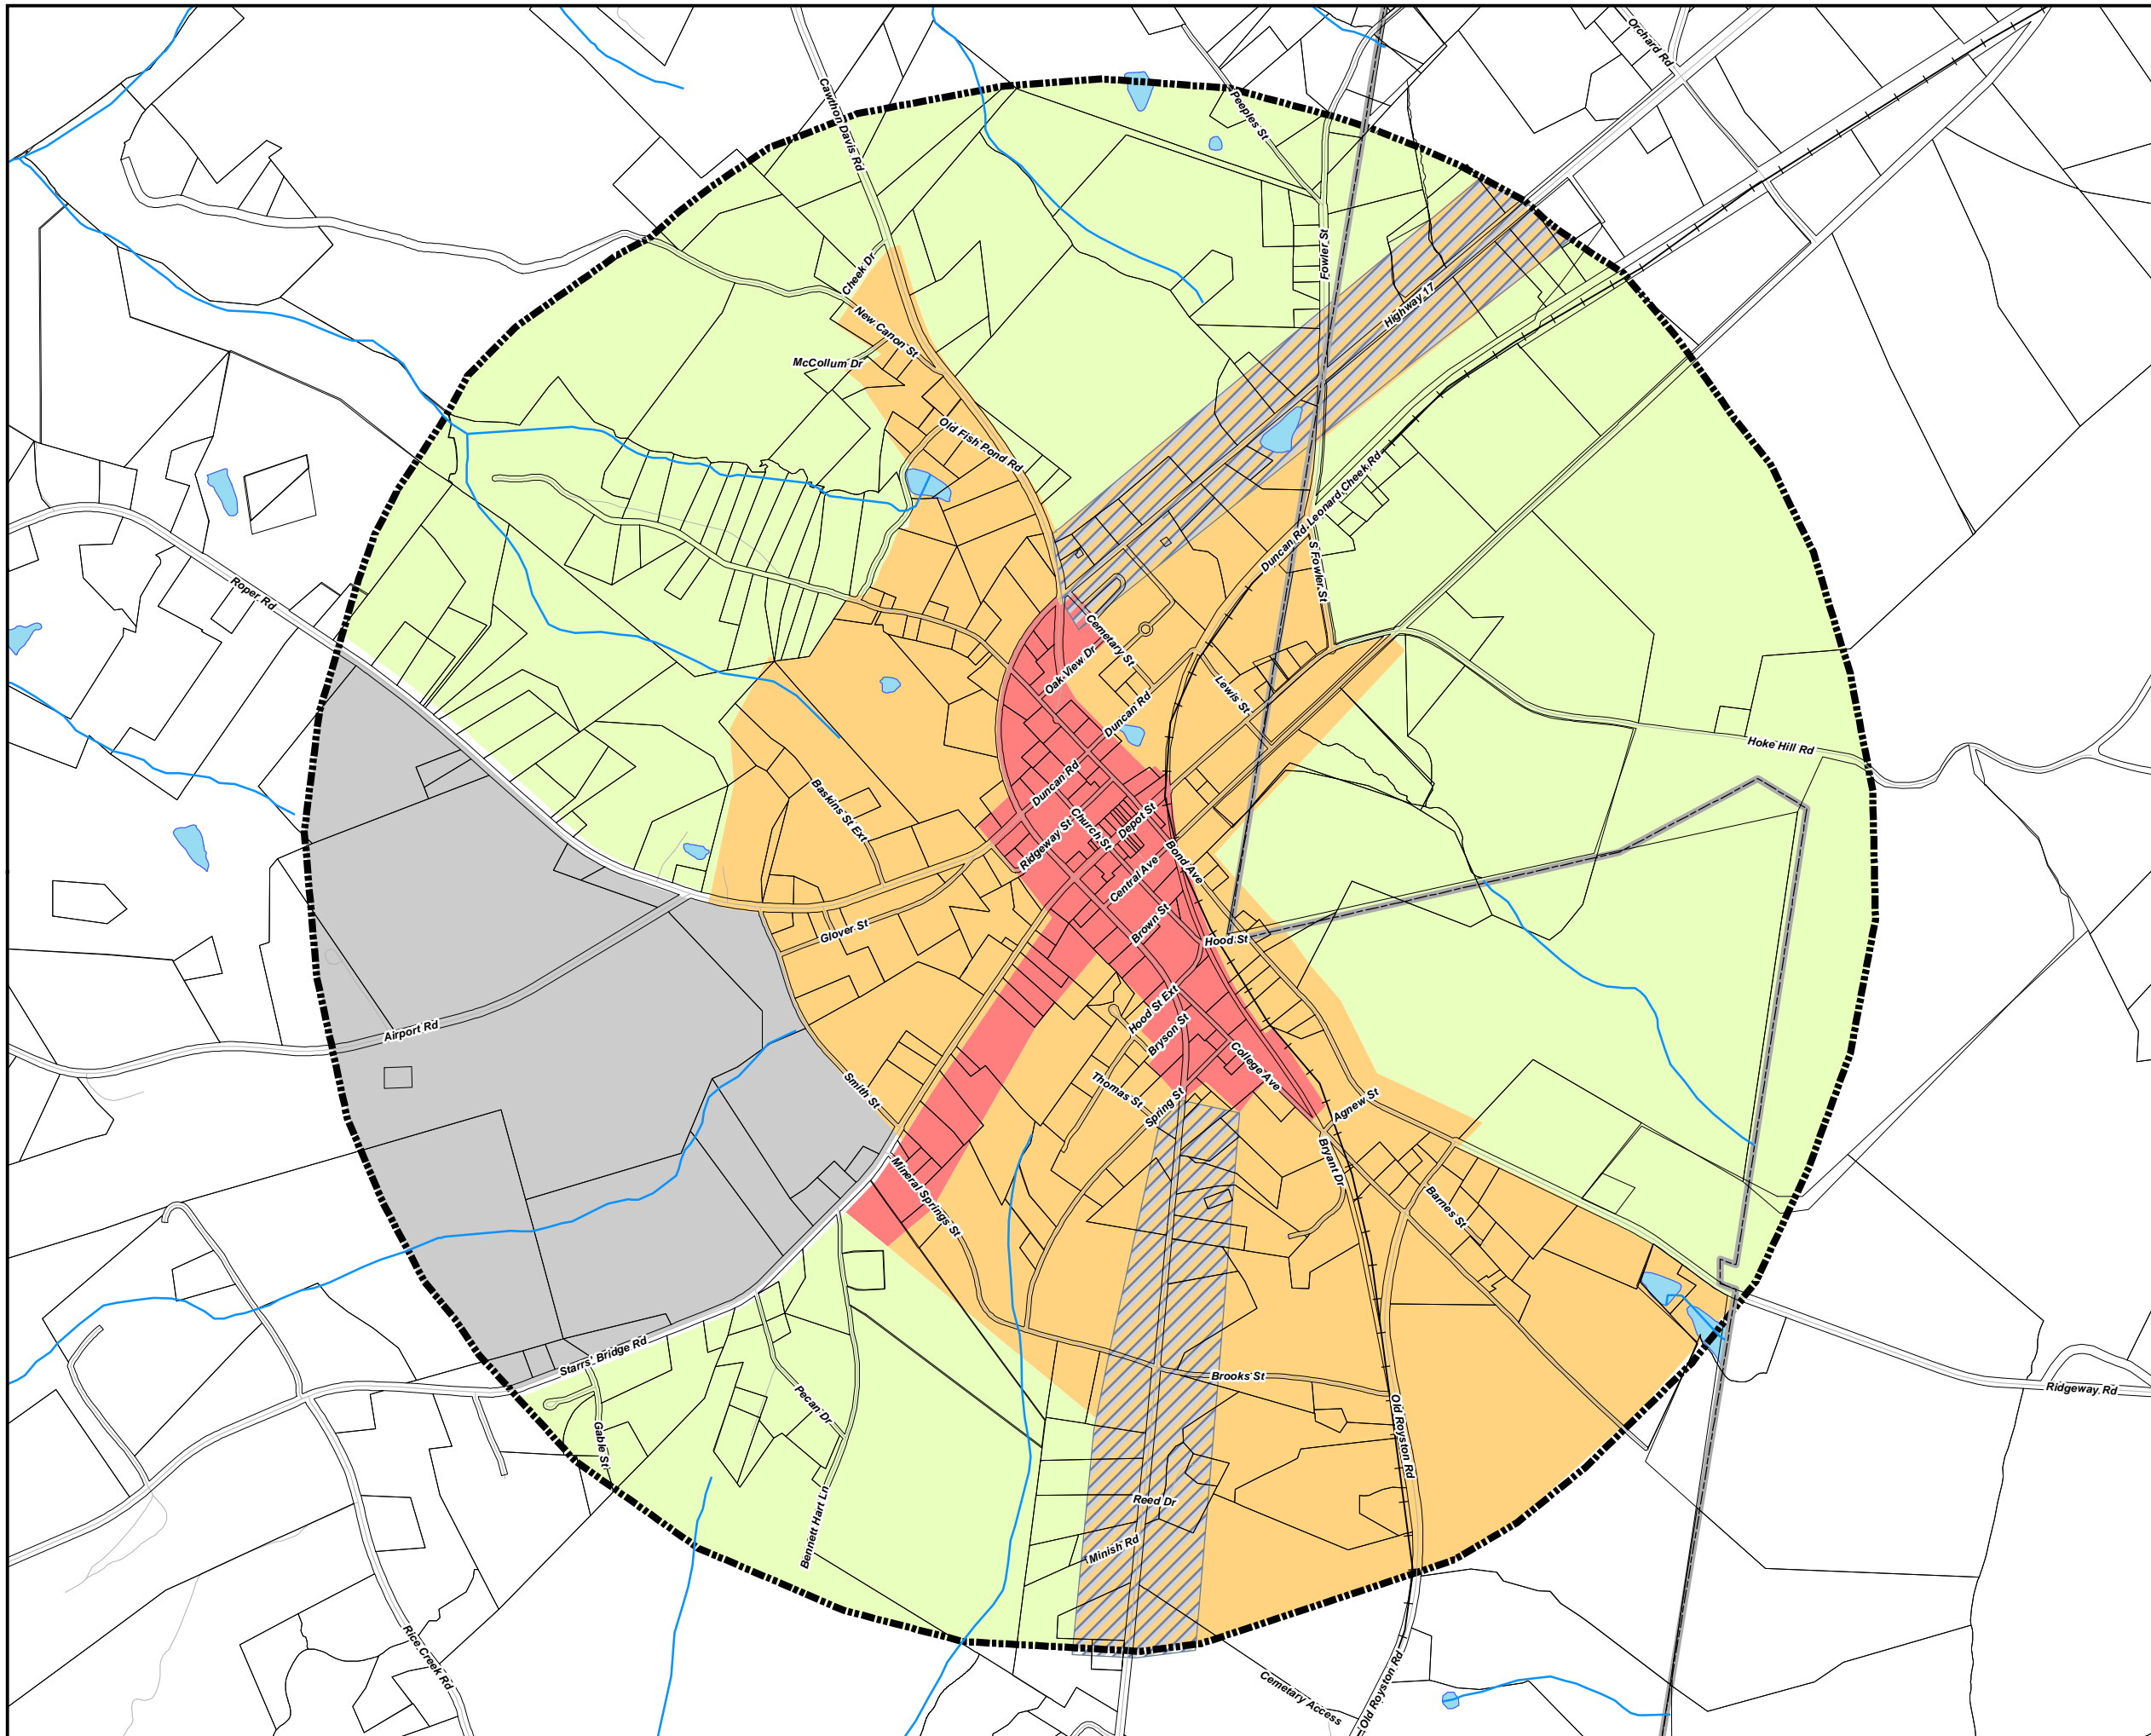 Orchard Rd
Cawthon Davis Rd
Peeples St
Fowler St
Cheek Dr
Highway 17
New Canon St
McCollum Dr
Old Fish Pond Rd
Leonard Cheek Rd
Duncan Rd
S Fowler St
Roper Rd
Cemetary St
Oak View Dr
Lewis St
Duncan Rd
Hoke Hill Rd
Duncan Rd
Baskins St Ext
Depot St
Church St
Ridgeway St
Bond Ave
Central Ave
Glover St
Brown St
Hood St
Hood St Ext
Airport Rd
Bryson St
College Ave
Smith St
Thomas St
Spring St
Agnew St
Bryant Dr
Mineral Springs St
Barnes St
Starrs Bridge Rd
Brooks St
Ridgeway Rd
Pecan Dr
Old Royston Rd
Gable St
Reed Dr
Bennett Hart Ln
Minish Rd
Rice Creek Rd
Cemetary Access
Old Royston Rd